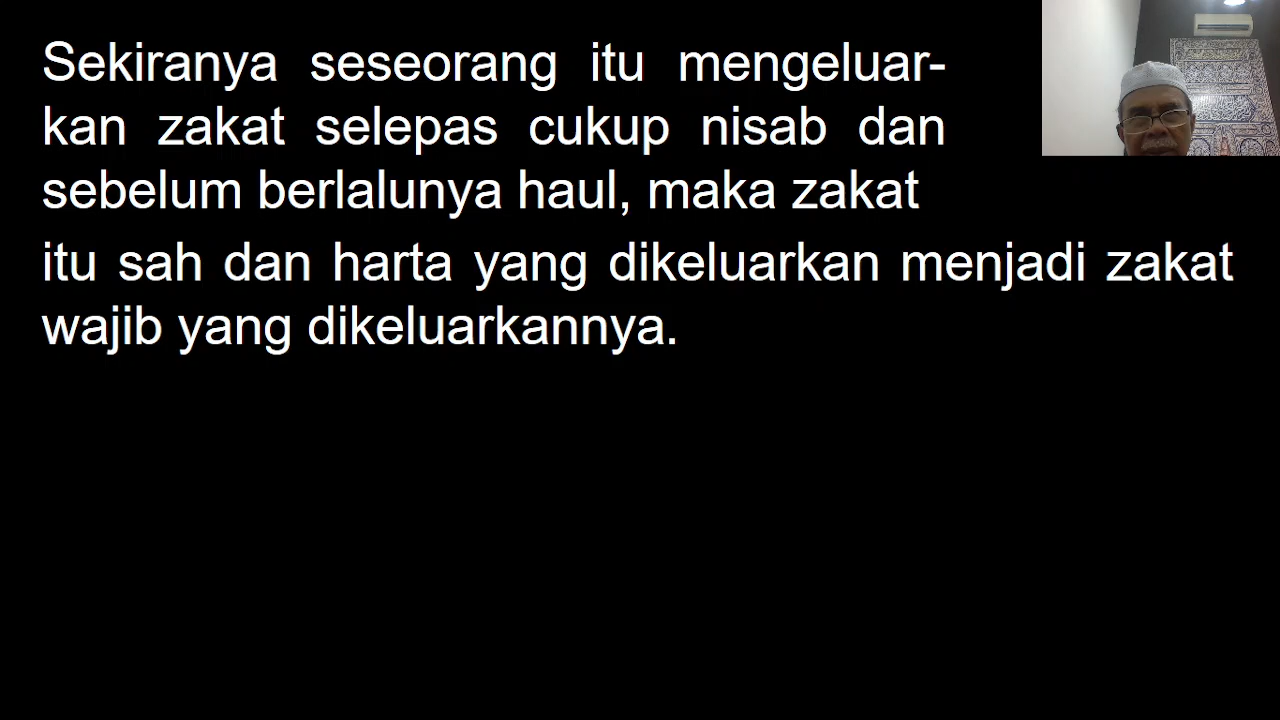 Sekiranya seseorang itu mengeluar-
kan zakat selepas cukup nisab dan
sebelum berlalunya haul, maka zakat
itu sah dan harta yang dikeluarkan menjadi zakat
wajib yang dikeluarkannya.